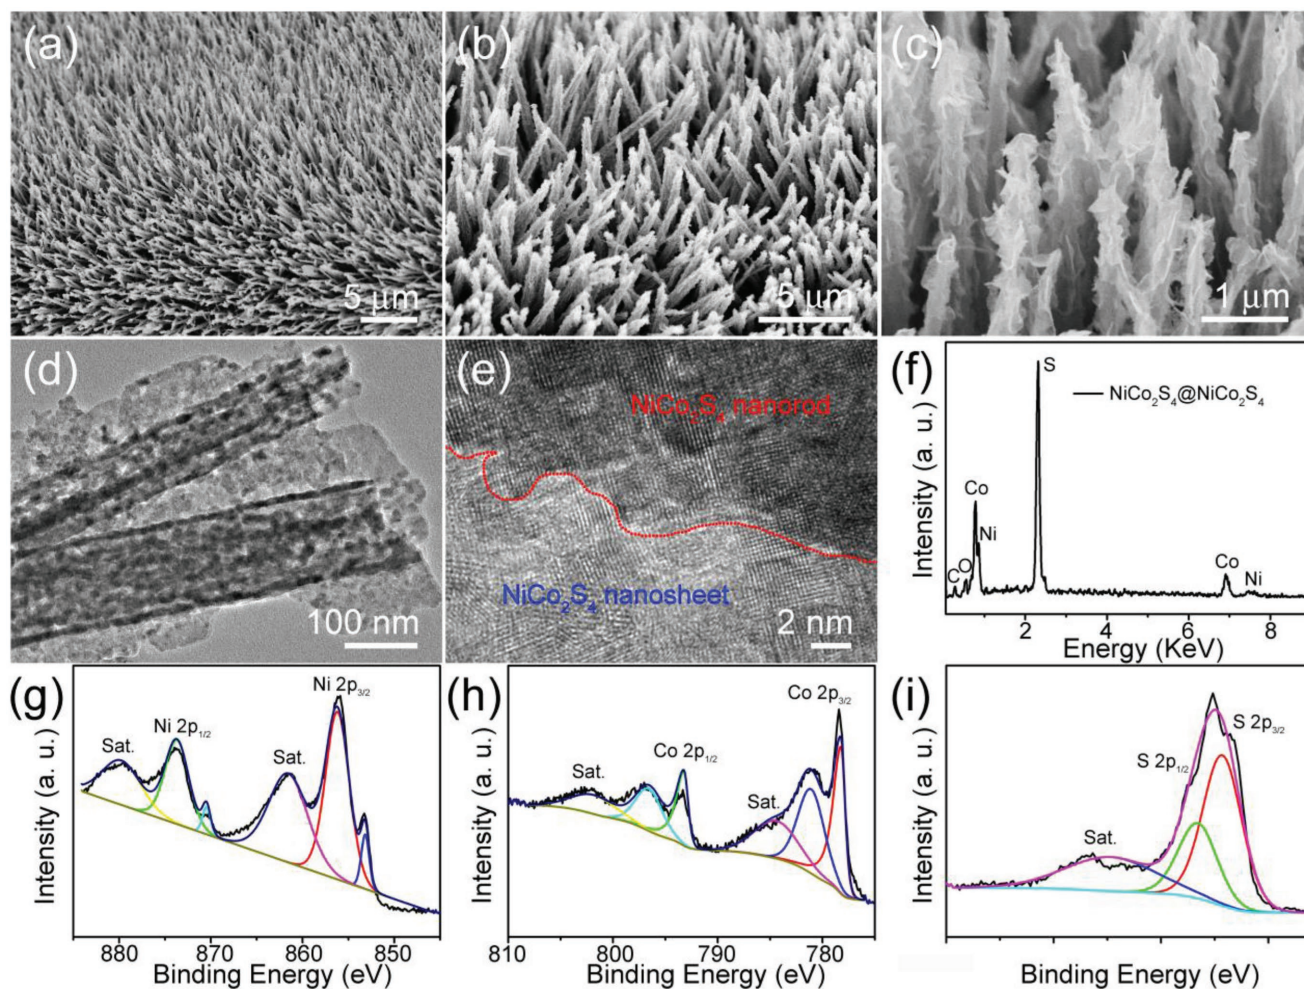 (a)
5 μm
(b)
5 μm
(c)
1 μm
(d)
100 nm
(e)
NiCo₂S₄ nanorod
NiCo₂S₄ nanosheet
2 nm
(f)
S
NiCo₂S₄@NiCo₂S₄
Co
Ni
C
O
Co
Ni
Intensity (a. u.)
2 4 6 8
Energy (KeV)
(g)
Ni 2p₃/₂
Ni 2p₁/₂
Sat.
Sat.
Intensity (a. u.)
880 870 860 850
Binding Energy (eV)
(h)
Co 2p₃/₂
Co 2p₁/₂
Sat.
Sat.
Intensity (a. u.)
810 800 790 780
Binding Energy (eV)
(i)
S 2p₃/₂
S 2p₁/₂
Sat.
Intensity (a. u.)
Binding Energy (eV)